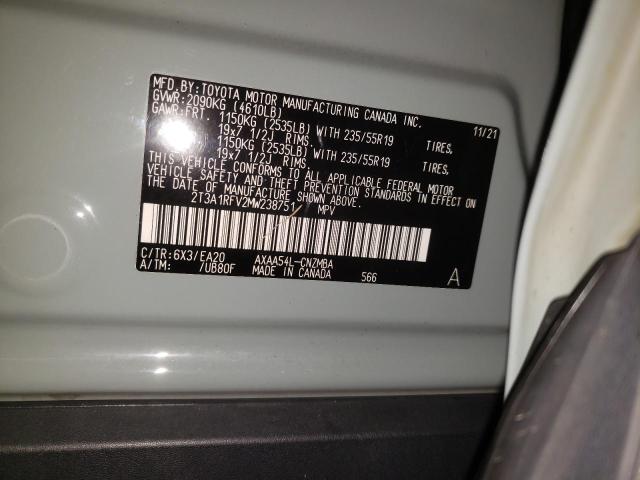 MFD.BY:TOYOTA MOTOR MANUFACTURING CANADA INC.
GVWR:2090KG (4610LB) 11/21
GAWR:FRT. 1150KG (2535LB) WITH 235/55R19 TIRES,
19x7 1/2J RIMS.
1150KG (2535LB) WITH 235/55R19 TIRES,
19x7 1/2J RIMS.
THIS VEHICLE CONFORMS TO ALL APPLICABLE FEDERAL MOTOR
VEHICLE SAFETY AND THEFT PREVENTION STANDARDS IN EFFECT ON
THE DATE OF MANUFACTURE SHOWN ABOVE.
2T3A1RFV2MW238751 MPV
C/TR:6X3/EA20 AXAA54L-CNZMBA
A/TM: /UB80F MADE IN CANADA 566 A